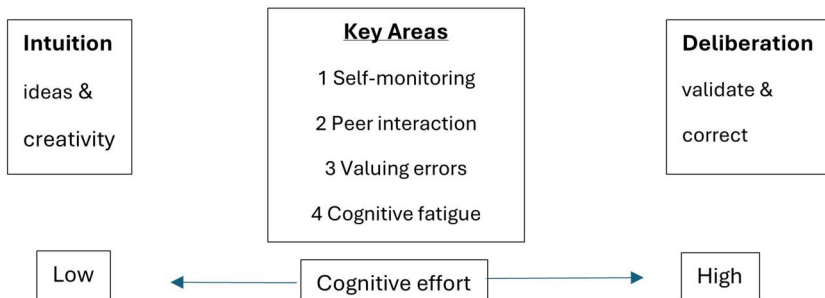 Intuition
ideas &
creativity
Key Areas
1 Self-monitoring
2 Peer interaction
3 Valuing errors
4 Cognitive fatigue
Deliberation
validate &
correct
Low
Cognitive effort
High